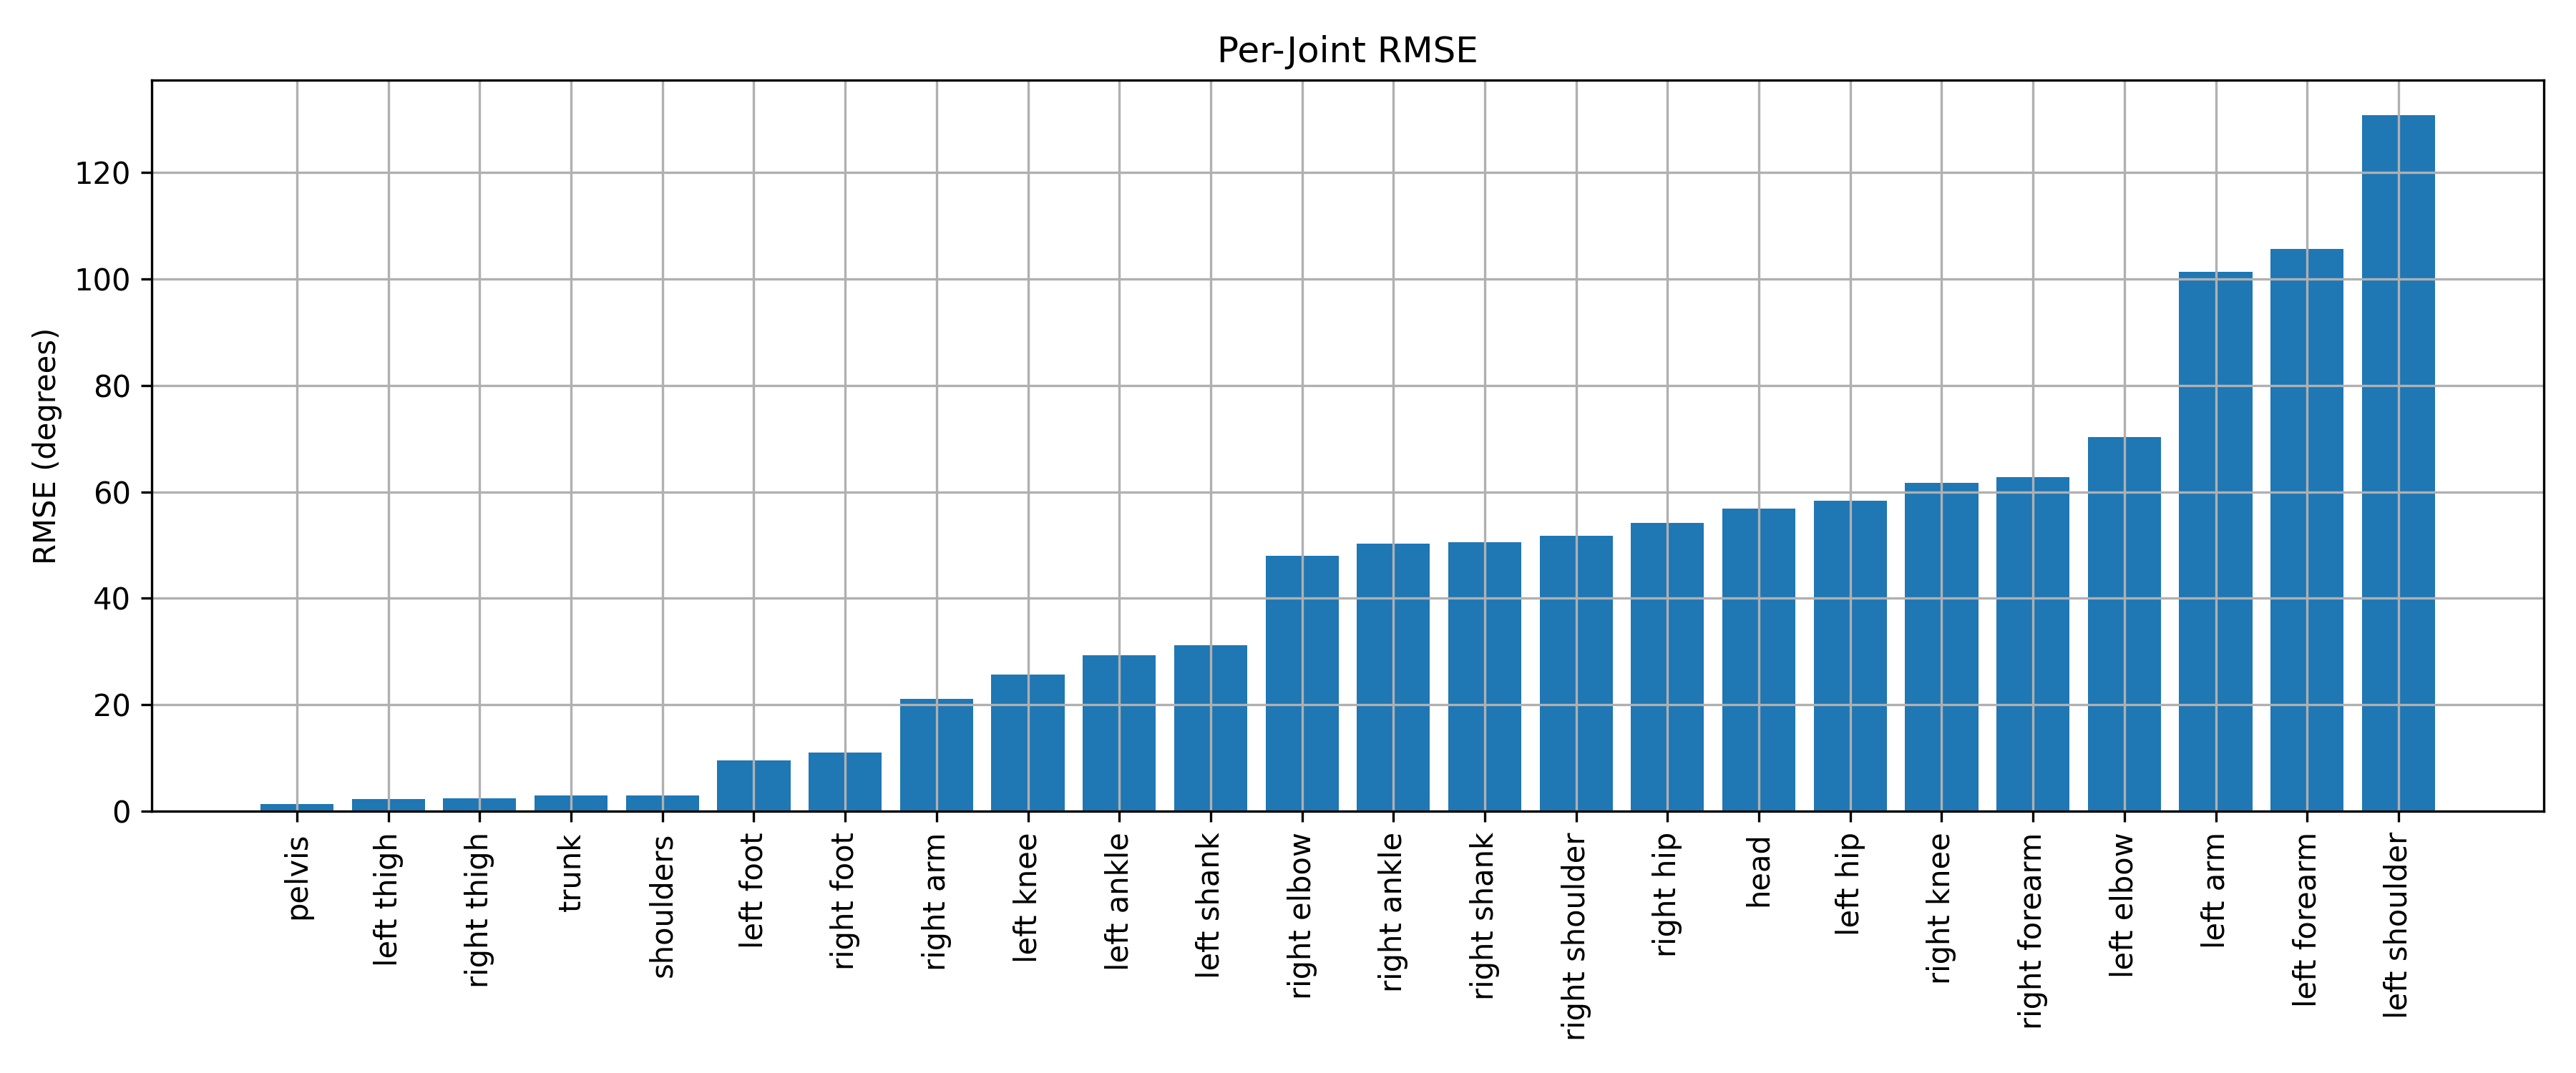 Per-Joint RMSE
RMSE (degrees)
120
100
80
60
40
20
0
pelvis
left thigh
right thigh
trunk
shoulders
left foot
right foot
right arm
left knee
left ankle
left shank
right elbow
right ankle
right shank
right shoulder
right hip
head
left hip
right knee
right forearm
left elbow
left arm
left forearm
left shoulder